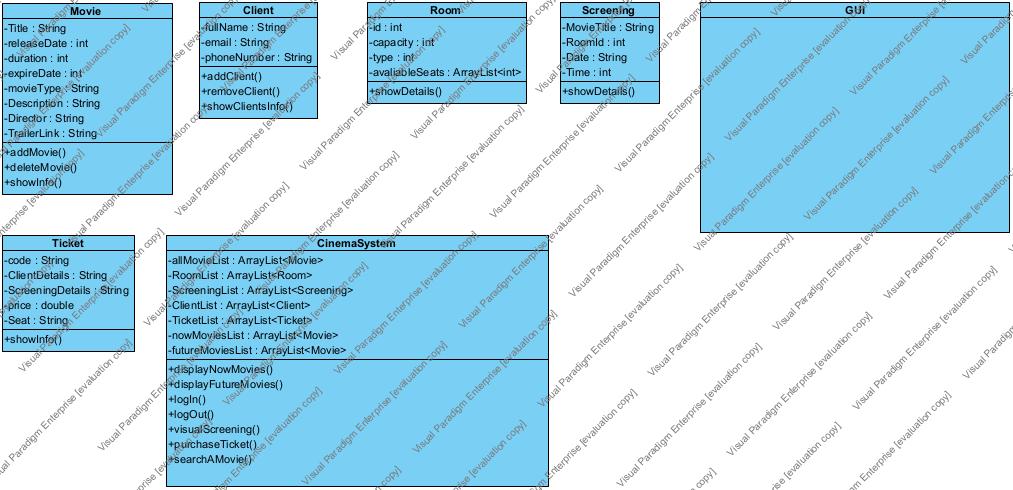 Movie
-Title : String
-releaseDate : int
-duration : int
-expireDate : int
-movieType : String
-Description : String
-Director : String
-TrailerLink : String
+addMovie()
+deleteMovie()
+showInfo()
Client
-fullName : String
-email : String
-phoneNumber : String
+addClient()
+removeClient()
+showClientsInfo()
Room
-id : int
-capacity : int
-type : int
-avaliableSeats : ArrayList<int>
+showDetails()
Screening
-MovieTitle : String
-RoomId : int
-Date : String
-Time : int
+showDetails()
GUi
Ticket
-code : String
-ClientDetails : String
-ScreeningDetails : String
-price : double
-Seat : String
+showInfo()
CinemaSystem
-allMovieList : ArrayList<Movie>
-RoomList : ArrayList<Room>
-ScreeningList : ArrayList<Screening>
-ClientList : ArrayList<Client>
-TicketList : ArrayList<Ticket>
-nowMoviesList : ArrayList<Movie>
-futureMoviesList : ArrayList<Movie>
+displayNowMovies()
+displayFutureMovies()
+logIn()
+logOut()
+visualScreening()
+purchaseTicket()
+searchAMovie()
Visual Paradigm Enterprise [evaluation copy]